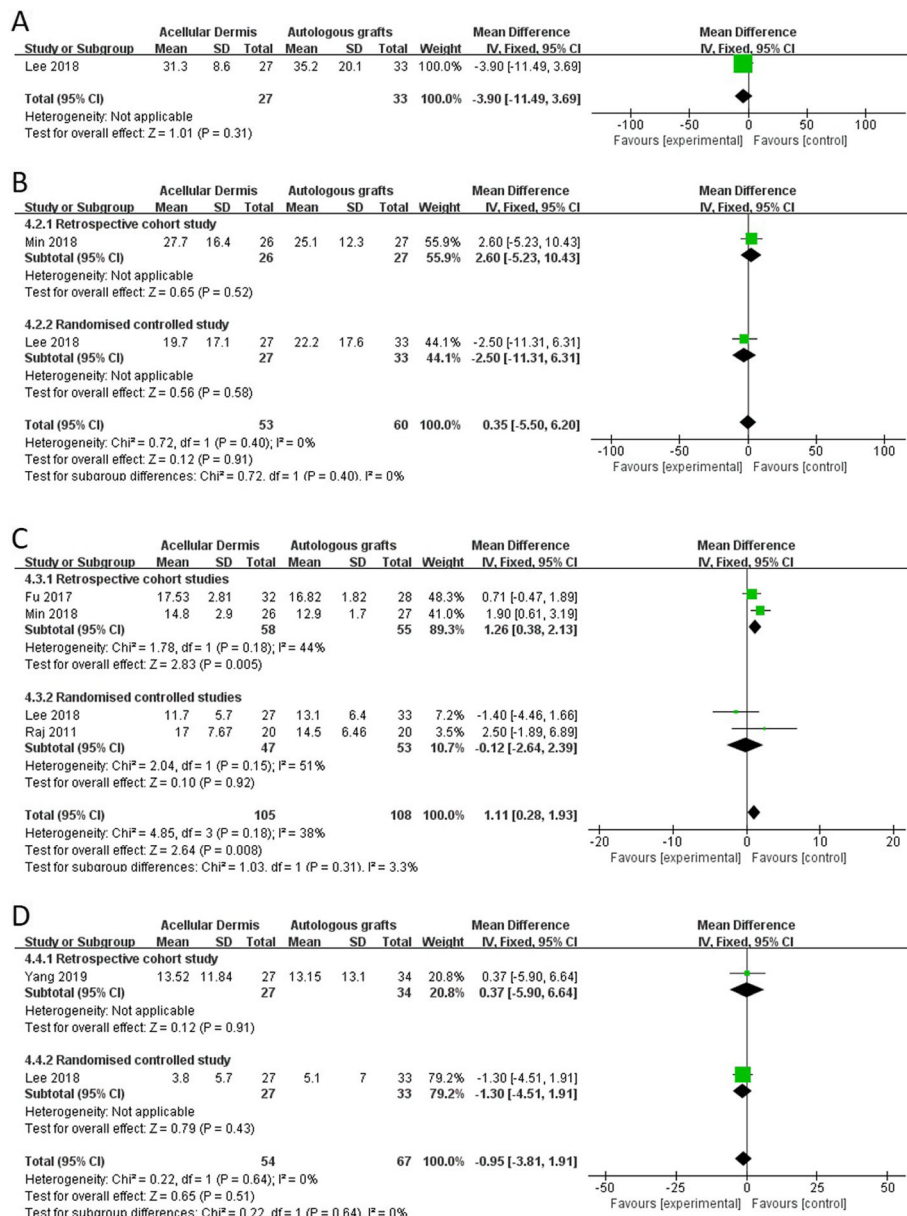 A
Acellular Dermis Autologous grafts Mean Difference Mean Difference
Study or Subgroup Mean SD Total Mean SD Total Weight IV, Fixed, 95% CI IV, Fixed, 95% CI
Lee 2018 31.3 8.6 27 35.2 20.1 33 100.0% -3.90 [-11.49, 3.69]
Total (95% CI) 27 33 100.0% -3.90 [-11.49, 3.69]
Heterogeneity: Not applicable
Test for overall effect: Z = 1.01 (P = 0.31)
-100 -50 0 50 100
Favours [experimental] Favours [control]
B
Acellular Dermis Autologous grafts Mean Difference Mean Difference
Study or Subgroup Mean SD Total Mean SD Total Weight IV, Fixed, 95% CI IV, Fixed, 95% CI
4.2.1 Retrospective cohort study
Min 2018 27.7 16.4 26 25.1 12.3 27 55.9% 2.60 [-5.23, 10.43]
Subtotal (95% CI) 26 27 55.9% 2.60 [-5.23, 10.43]
Heterogeneity: Not applicable
Test for overall effect: Z = 0.65 (P = 0.52)
4.2.2 Randomised controlled study
Lee 2018 19.7 17.1 27 22.2 17.6 33 44.1% -2.50 [-11.31, 6.31]
Subtotal (95% CI) 27 33 44.1% -2.50 [-11.31, 6.31]
Heterogeneity: Not applicable
Test for overall effect: Z = 0.56 (P = 0.58)
Total (95% CI) 53 60 100.0% 0.35 [-5.50, 6.20]
Heterogeneity: Chi² = 0.72, df = 1 (P = 0.40); I² = 0%
Test for overall effect: Z = 0.12 (P = 0.91)
Test for subgroup differences: Chi² = 0.72, df = 1 (P = 0.40), I² = 0%
-100 -50 0 50 100
Favours [experimental] Favours [control]
C
Acellular Dermis Autologous grafts Mean Difference Mean Difference
Study or Subgroup Mean SD Total Mean SD Total Weight IV, Fixed, 95% CI IV, Fixed, 95% CI
4.3.1 Retrospective cohort studies
Fu 2017 17.53 2.81 32 16.82 1.82 28 48.3% 0.71 [-0.47, 1.89]
Min 2018 14.8 2.9 26 12.9 1.7 27 41.0% 1.90 [0.61, 3.19]
Subtotal (95% CI) 58 55 89.3% 1.26 [0.38, 2.13]
Heterogeneity: Chi² = 1.78, df = 1 (P = 0.18); I² = 44%
Test for overall effect: Z = 2.83 (P = 0.005)
4.3.2 Randomised controlled studies
Lee 2018 11.7 5.7 27 13.1 6.4 33 7.2% -1.40 [-4.46, 1.66]
Raj 2011 17 7.67 20 14.5 6.46 20 3.5% 2.50 [-1.89, 6.89]
Subtotal (95% CI) 47 53 10.7% -0.12 [-2.64, 2.39]
Heterogeneity: Chi² = 2.04, df = 1 (P = 0.15); I² = 51%
Test for overall effect: Z = 0.10 (P = 0.92)
Total (95% CI) 105 108 100.0% 1.11 [0.28, 1.93]
Heterogeneity: Chi² = 4.85, df = 3 (P = 0.18); I² = 38%
Test for overall effect: Z = 2.64 (P = 0.008)
Test for subgroup differences: Chi² = 1.03, df = 1 (P = 0.31), I² = 3.3%
-20 -10 0 10 20
Favours [experimental] Favours [control]
D
Acellular Dermis Autologous grafts Mean Difference Mean Difference
Study or Subgroup Mean SD Total Mean SD Total Weight IV, Fixed, 95% CI IV, Fixed, 95% CI
4.4.1 Retrospective cohort study
Yang 2019 13.52 11.84 27 13.15 13.1 34 20.8% 0.37 [-5.90, 6.64]
Subtotal (95% CI) 27 34 20.8% 0.37 [-5.90, 6.64]
Heterogeneity: Not applicable
Test for overall effect: Z = 0.12 (P = 0.91)
4.4.2 Randomised controlled study
Lee 2018 3.8 5.7 27 5.1 7 33 79.2% -1.30 [-4.51, 1.91]
Subtotal (95% CI) 27 33 79.2% -1.30 [-4.51, 1.91]
Heterogeneity: Not applicable
Test for overall effect: Z = 0.79 (P = 0.43)
Total (95% CI) 54 67 100.0% -0.95 [-3.81, 1.91]
Heterogeneity: Chi² = 0.22, df = 1 (P = 0.64); I² = 0%
Test for overall effect: Z = 0.65 (P = 0.51)
Test for subgroup differences: Chi² = 0.22, df = 1 (P = 0.64), I² = 0%
-50 -25 0 25 50
Favours [experimental] Favours [control]